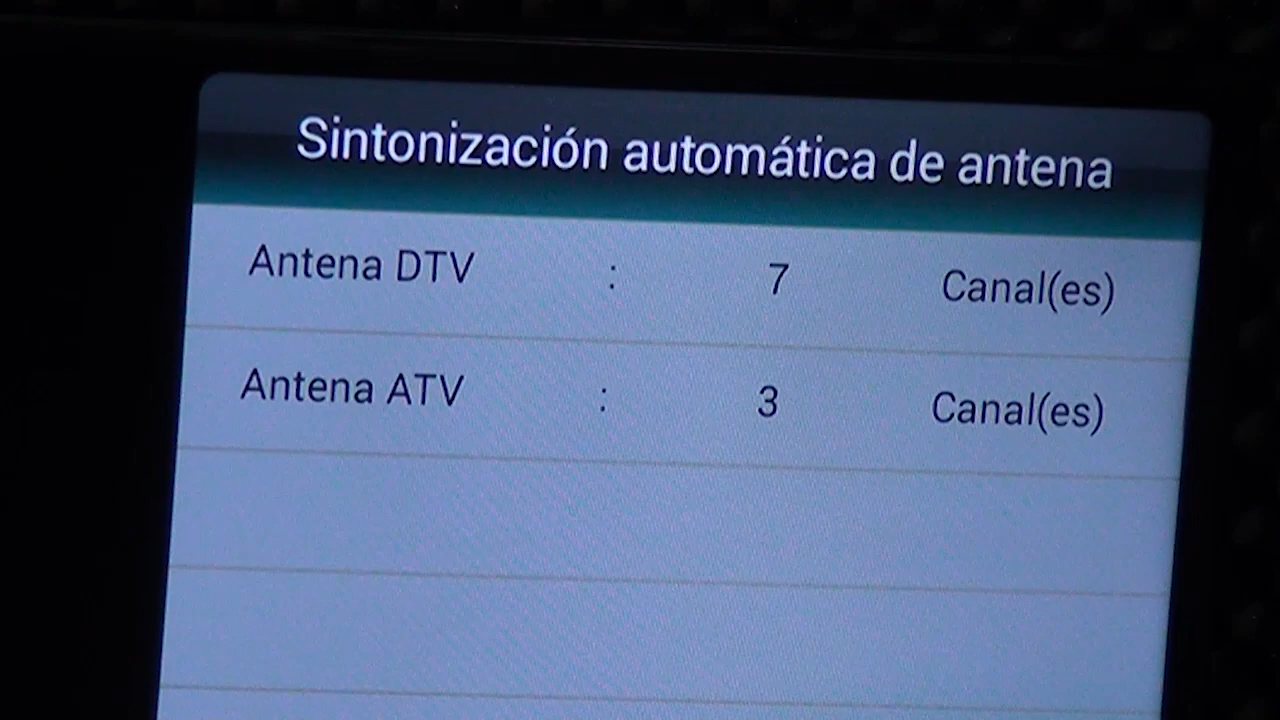 Sintonización automática de antena
Antena DTV : 7 Canal(es)
Antena ATV : 3 Canal(es)